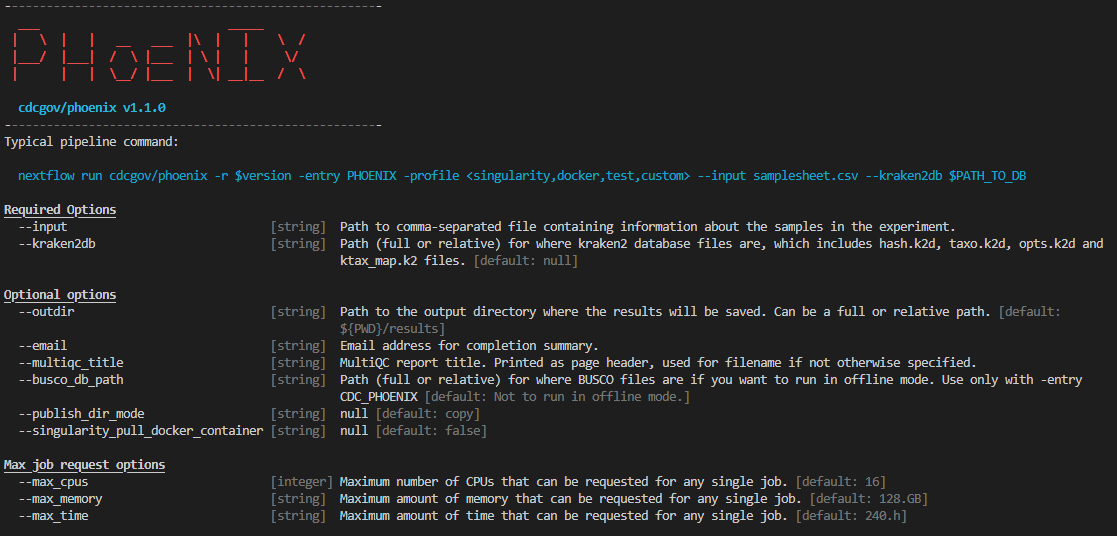 PHoeNIX
cdcgov/phoenix v1.1.0
Typical pipeline command:
nextflow run cdcgov/phoenix -r $version -entry PHOENIX -profile <singularity,docker,test,custom> --input samplesheet.csv --kraken2db $PATH_TO_DB
Required Options
--input [string] Path to comma-separated file containing information about the samples in the experiment.
--kraken2db [string] Path (full or relative) for where kraken2 database files are, which includes hash.k2d, taxo.k2d, opts.k2d and
ktax_map.k2 files. [default: null]
Optional options
--outdir [string] Path to the output directory where the results will be saved. Can be a full or relative path. [default:
${PWD}/results]
--email [string] Email address for completion summary.
--multiqc_title [string] MultiQC report title. Printed as page header, used for filename if not otherwise specified.
--busco_db_path [string] Path (full or relative) for where BUSCO files are if you want to run in offline mode. Use only with -entry
CDC_PHOENIX [default: Not to run in offline mode.]
--publish_dir_mode [string] null [default: copy]
--singularity_pull_docker_container [string] null [default: false]
Max job request options
--max_cpus [integer] Maximum number of CPUs that can be requested for any single job. [default: 16]
--max_memory [string] Maximum amount of memory that can be requested for any single job. [default: 128.GB]
--max_time [string] Maximum amount of time that can be requested for any single job. [default: 240.h]